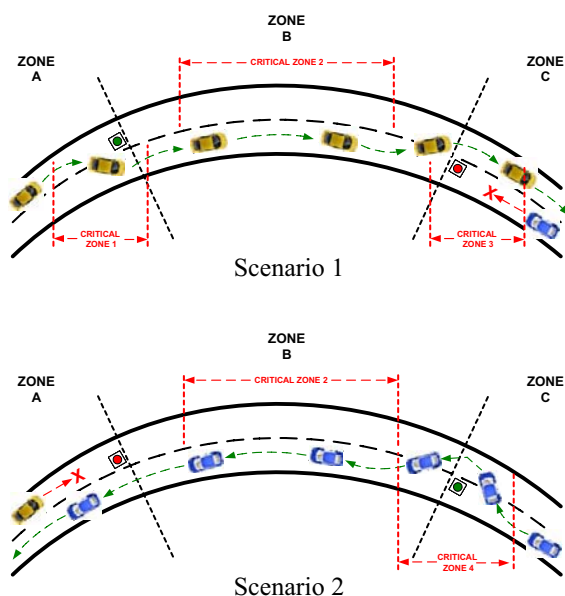 ZONE
B
ZONE
A
ZONE
C
CRITICAL ZONE 2
X
CRITICAL
ZONE 1
CRITICAL
ZONE 3
Scenario 1
ZONE
B
ZONE
A
ZONE
C
CRITICAL ZONE 2
X
CRITICAL
ZONE 4
Scenario 2